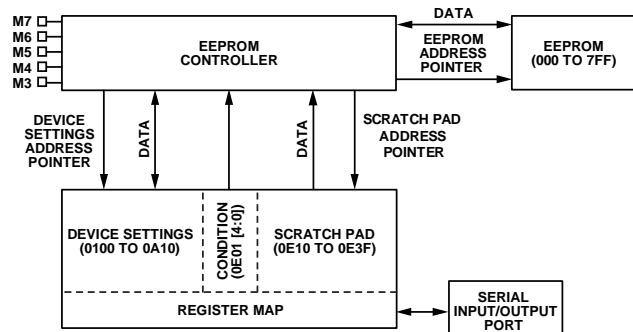 M7
M6
M5
M4
M3
EEPROM
CONTROLLER
DATA
EEPROM
ADDRESS
POINTER
EEPROM
(000 TO 7FF)
DEVICE
SETTINGS
ADDRESS
POINTER
DATA
DATA
SCRATCH PAD
ADDRESS
POINTER
DEVICE SETTINGS
(0100 TO 0A10)
CONDITION
(0E01 [4:0])
SCRATCH PAD
(0E10 TO 0E3F)
REGISTER MAP
SERIAL
INPUT/OUTPUT
PORT